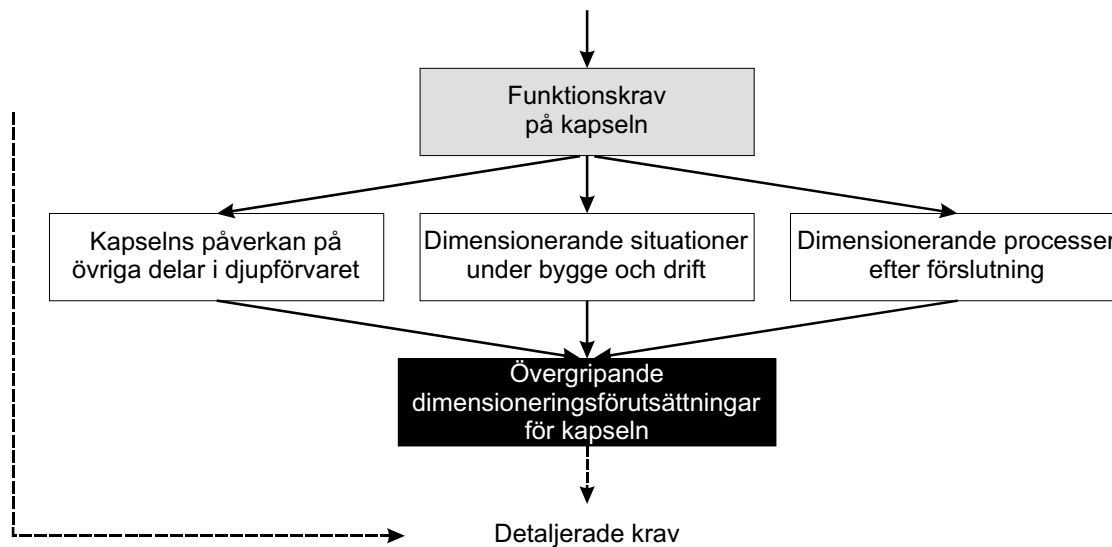 Funktionskrav
på kapseln
Kapselns påverkan på
övriga delar i djupförvaret
Dimensionerande situationer
under bygge och drift
Dimensionerande processer
efter förslutning
Övergripande
dimensioneringsförutsättningar
för kapseln
Detaljerade krav